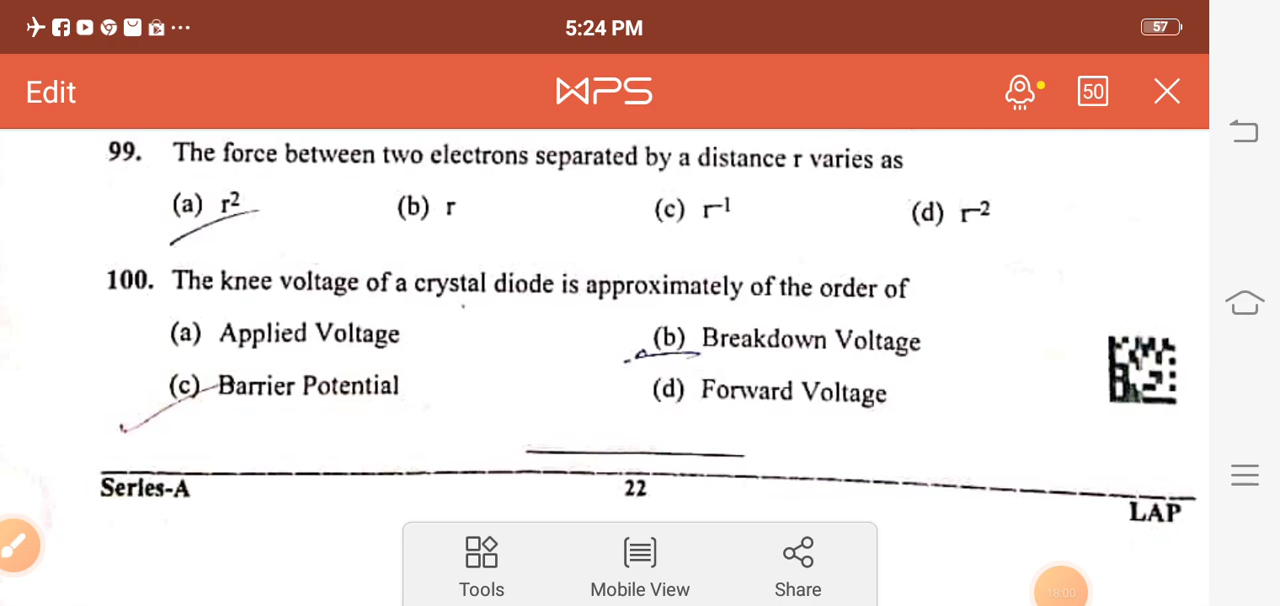 5:24 PM
57
Edit
WPS
50
99. The force between two electrons separated by a distance r varies as
(a) r² (b) r (c) r⁻¹ (d) r⁻²
100. The knee voltage of a crystal diode is approximately of the order of
(a) Applied Voltage (b) Breakdown Voltage
(c) Barrier Potential (d) Forward Voltage
Series-A
22
LAP
Tools
Mobile View
Share
18:00